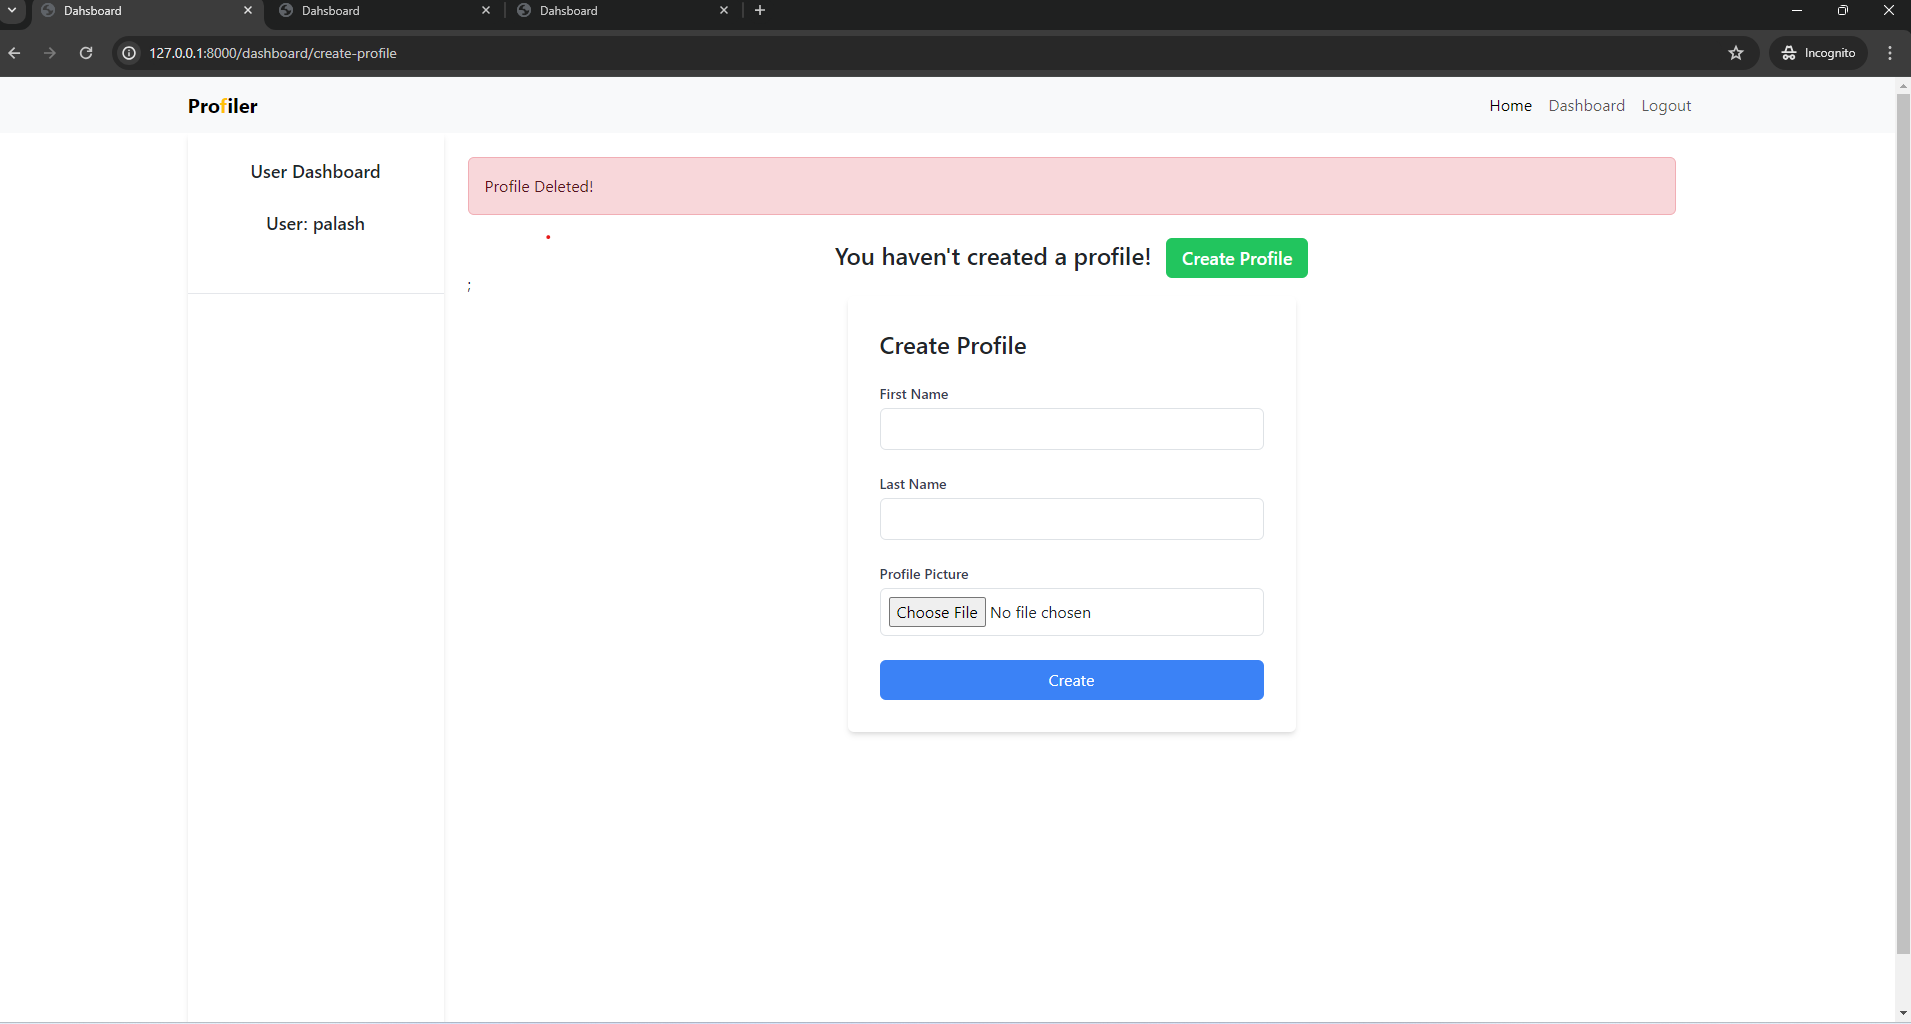 Dahsboard
Dahsboard
Dahsboard
127.0.0.1:8000/dashboard/create-profile
Incognito
Profiler
Home Dashboard Logout
User Dashboard
User: palash
Profile Deleted!
You haven't created a profile! Create Profile
;
Create Profile
First Name
Last Name
Profile Picture
Choose File No file chosen
Create